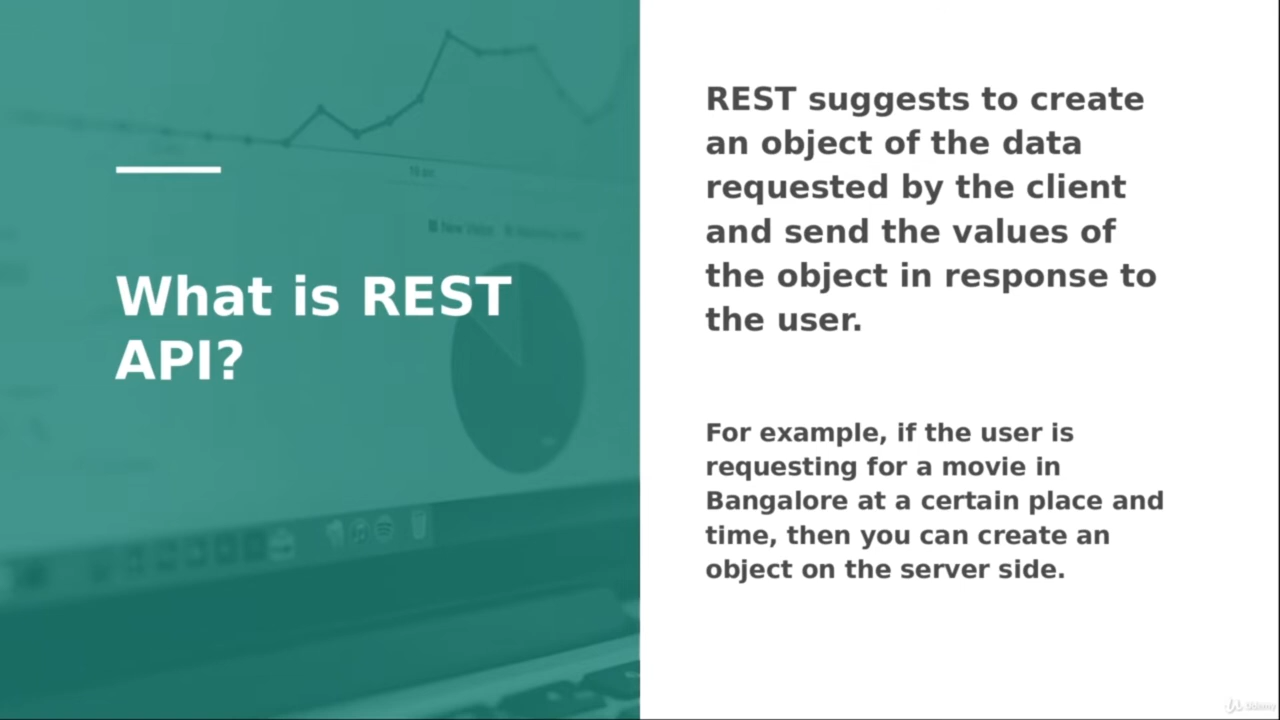 What is REST
API?
REST suggests to create
an object of the data
requested by the client
and send the values of
the object in response to
the user.
For example, if the user is
requesting for a movie in
Bangalore at a certain place and
time, then you can create an
object on the server side.
Udemy